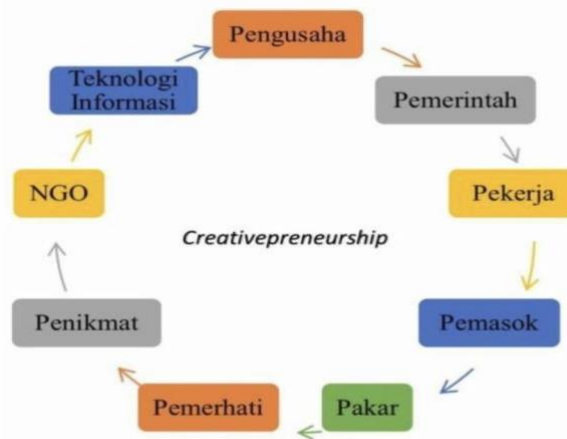 Pengusaha
Pemerintah
Pekerja
Pemasok
Pakar
Pemerhati
Penikmat
NGO
Teknologi
Informasi
Creativepreneurship